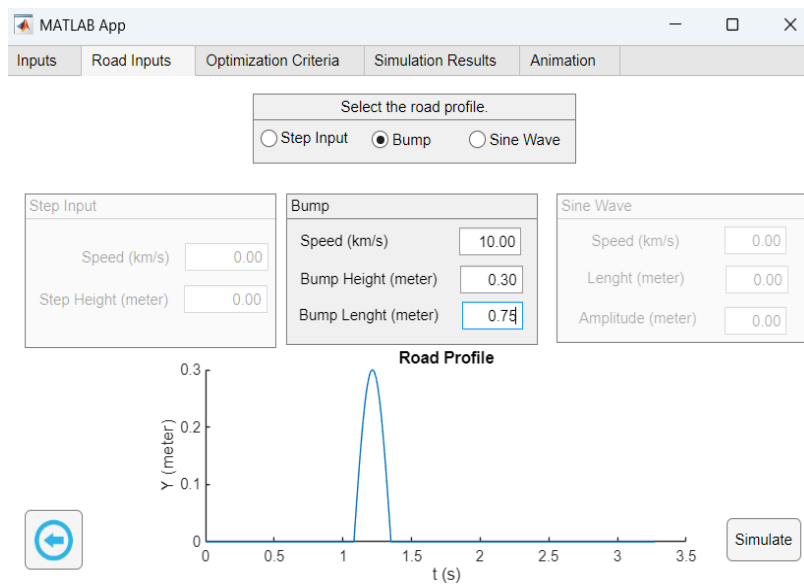 MATLAB App
Inputs Road Inputs Optimization Criteria Simulation Results Animation
Select the road profile.
Step Input Bump Sine Wave
Step Input
Speed (km/s) 0.00
Step Height (meter) 0.00
Bump
Speed (km/s) 10.00
Bump Height (meter) 0.30
Bump Lenght (meter) 0.75
Sine Wave
Speed (km/s) 0.00
Lenght (meter) 0.00
Amplitude (meter) 0.00
Road Profile
Y (meter)
0.3
0.2
0.1
0
0 0.5 1 1.5 2 2.5 3 3.5
t (s)
Simulate